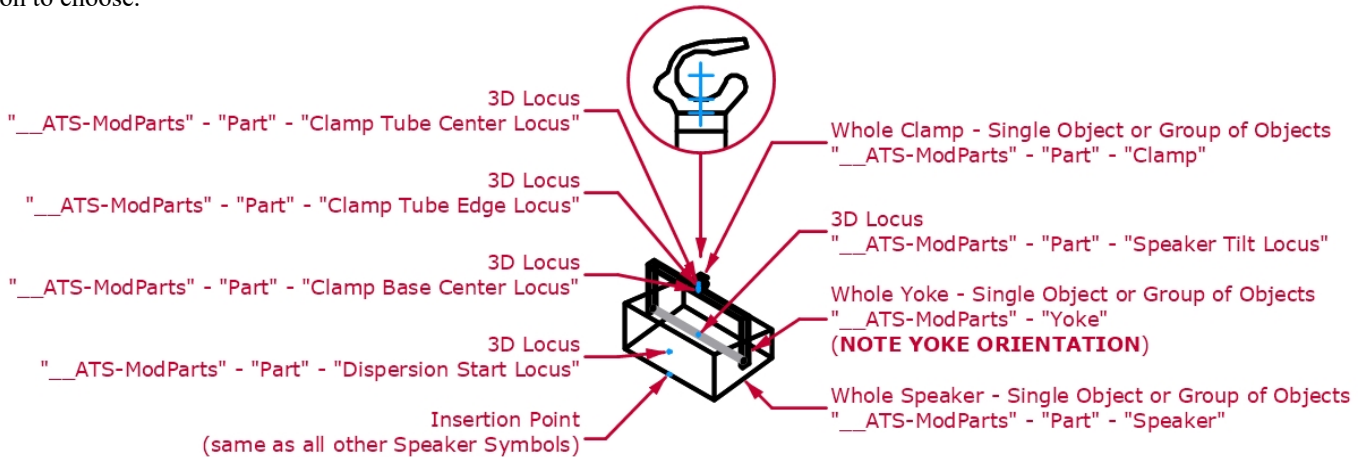 on to choose.
3D Locus
"__ATS-ModParts" - "Part" - "Clamp Tube Center Locus"
3D Locus
"__ATS-ModParts" - "Part" - "Clamp Tube Edge Locus"
3D Locus
"__ATS-ModParts" - "Part" - "Clamp Base Center Locus"
3D Locus
"__ATS-ModParts" - "Part" - "Dispersion Start Locus"
Insertion Point
(same as all other Speaker Symbols)
Whole Clamp - Single Object or Group of Objects
"__ATS-ModParts" - "Part" - "Clamp"
3D Locus
"__ATS-ModParts" - "Part" - "Speaker Tilt Locus"
Whole Yoke - Single Object or Group of Objects
"__ATS-ModParts" - "Yoke"
(NOTE YOKE ORIENTATION)
Whole Speaker - Single Object or Group of Objects
"__ATS-ModParts" - "Part" - "Speaker"